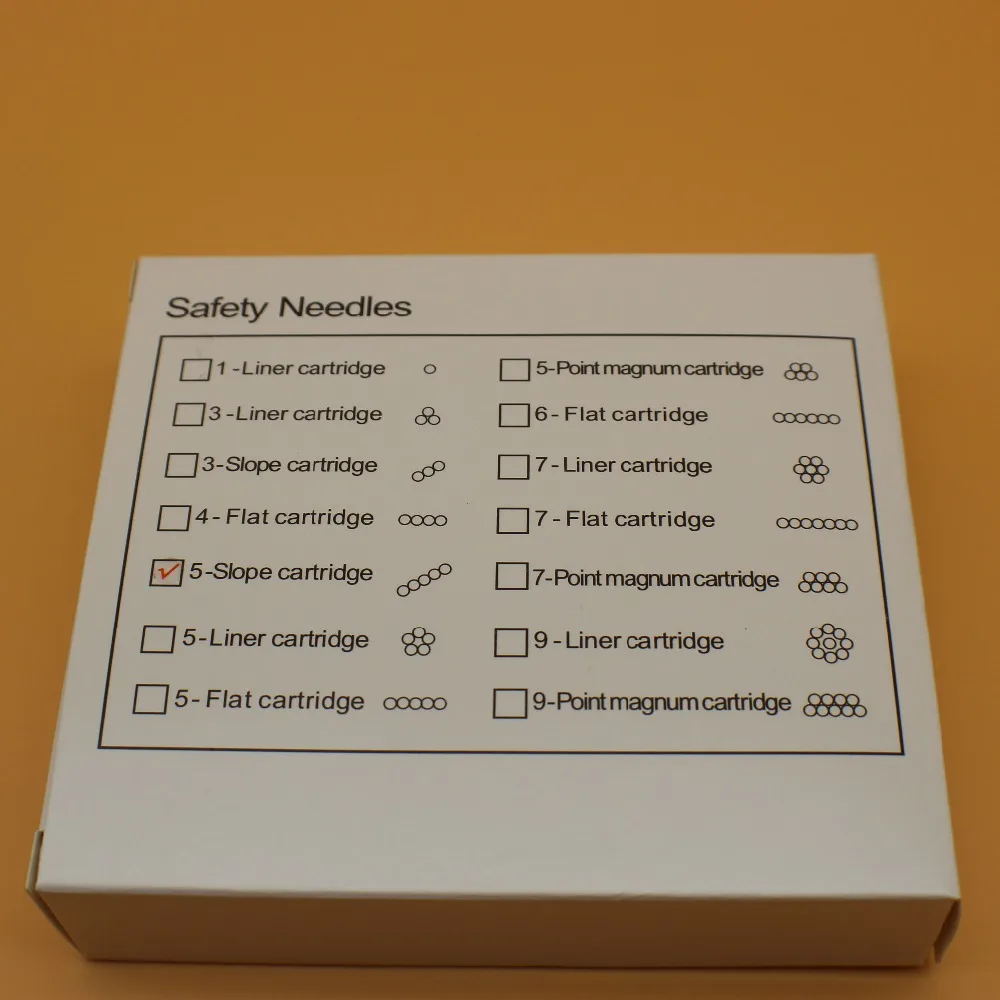 Safety Needles
1-Liner cartridge
3-Liner cartridge
3-Slope cartridge
4-Flat cartridge
5-Slope cartridge
5-Liner cartridge
5-Flat cartridge
5-Point magnum cartridge
6-Flat cartridge
7-Liner cartridge
7-Flat cartridge
7-Point magnum cartridge
9-Liner cartridge
9-Point magnum cartridge